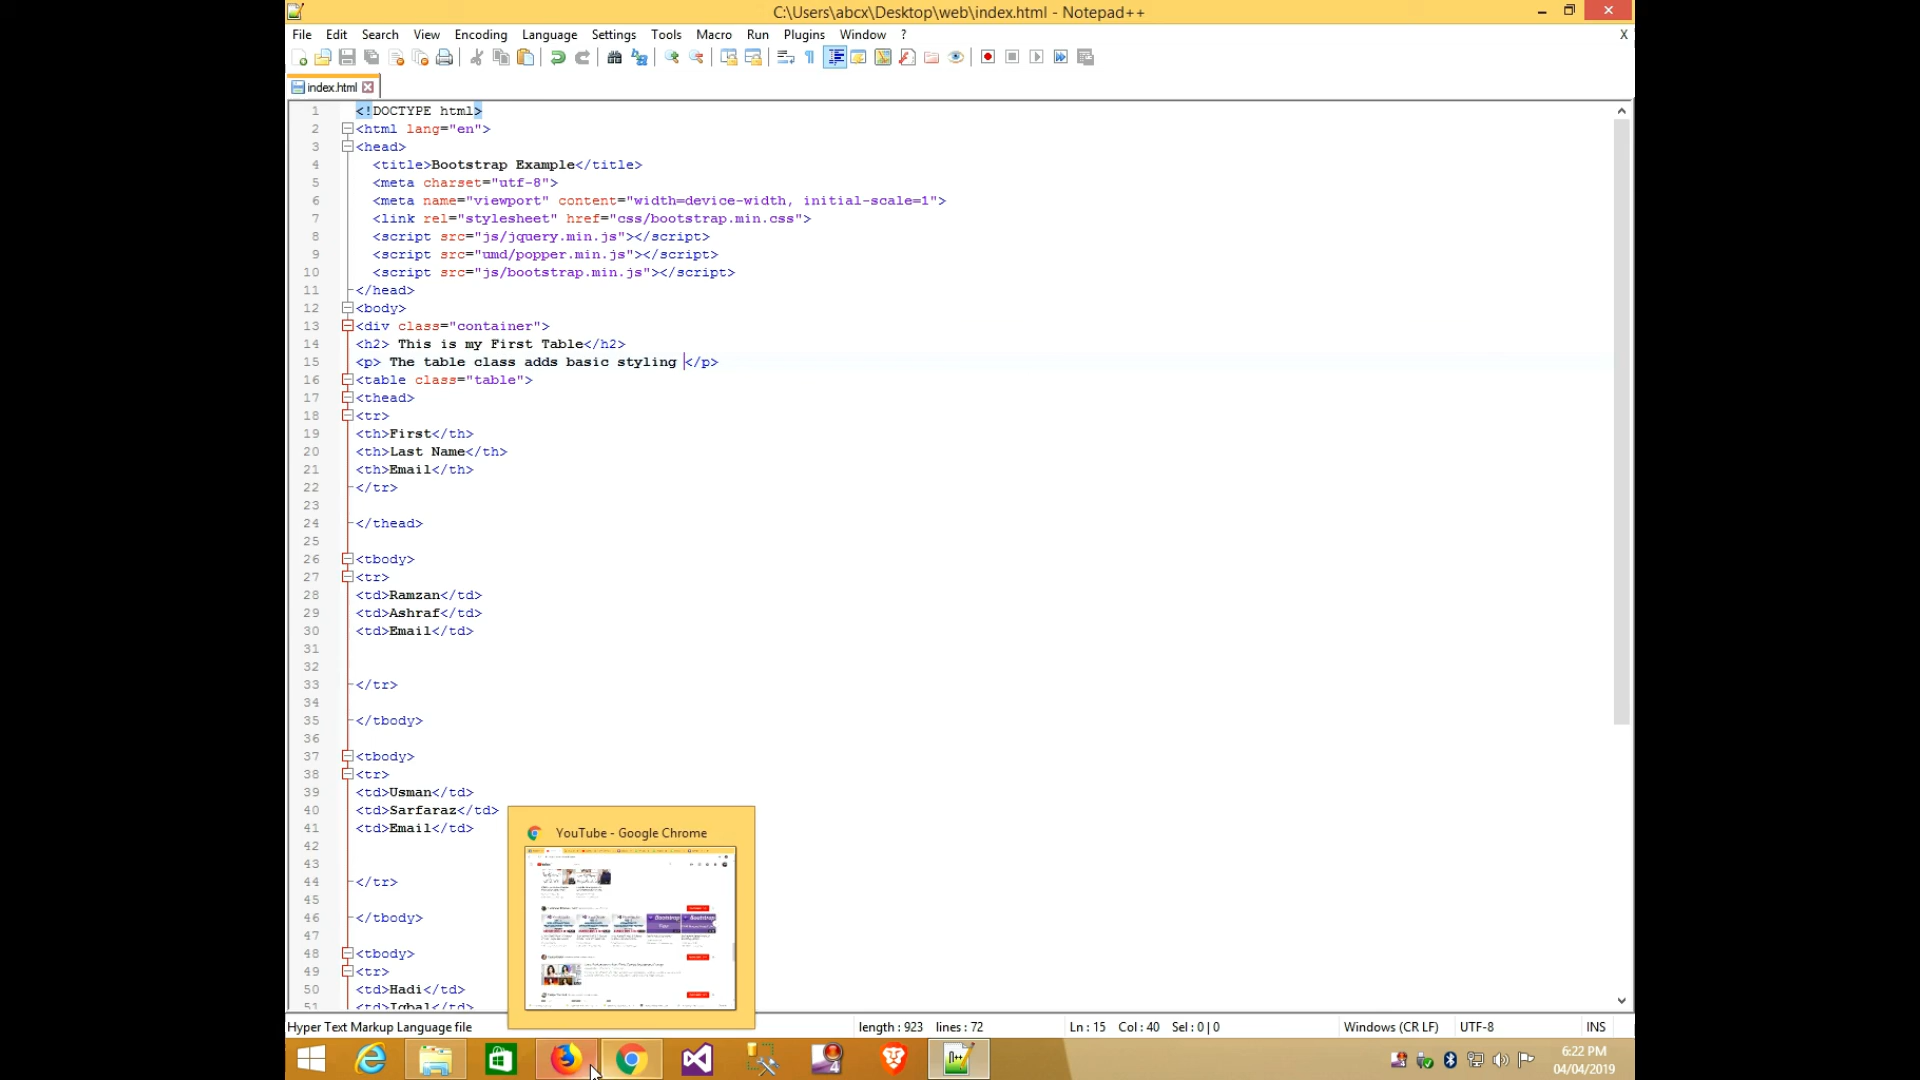 C:\Users\abcx\Desktop\web\index.html - Notepad++
File Edit Search View Encoding Language Settings Tools Macro Run Plugins Window ? X
index.html
1 <!DOCTYPE html>
2 <html lang="en">
3 <head>
4 <title>Bootstrap Example</title>
5 <meta charset="utf-8">
6 <meta name="viewport" content="width=device-width, initial-scale=1">
7 <link rel="stylesheet" href="css/bootstrap.min.css">
8 <script src="js/jquery.min.js"></script>
9 <script src="umd/popper.min.js"></script>
10 <script src="js/bootstrap.min.js"></script>
11 </head>
12 <body>
13 <div class="container">
14 <h2> This is my First Table</h2>
15 <p> The table class adds basic styling </p>
16 <table class="table">
17 <thead>
18 <tr>
19 <th>First</th>
20 <th>Last Name</th>
21 <th>Email</th>
22 </tr>
23
24 </thead>
25
26 <tbody>
27 <tr>
28 <td>Ramzan</td>
29 <td>Ashraf</td>
30 <td>Email</td>
31
32
33 </tr>
34
35 </tbody>
36
37 <tbody>
38 <tr>
39 <td>Usman</td>
40 <td>Sarfaraz</td>
41 <td>Email</td>
42
43
44 </tr>
45
46 </tbody>
47
48 <tbody>
49 <tr>
50 <td>Hadi</td>
51 <td>Iqbal</td>
YouTube - Google Chrome
Hyper Text Markup Language file length : 923 lines : 72 Ln : 15 Col : 40 Sel : 0 | 0 Windows (CR LF) UTF-8 INS
6:22 PM
04/04/2019